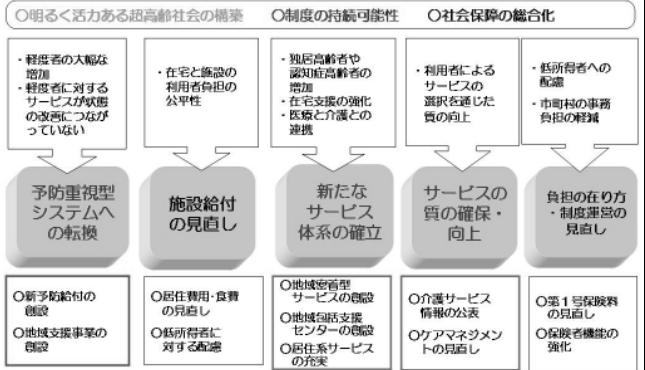 ○明るく活力ある超高齢社会の構築 ○制度の持続可能性 ○社会保障の総合化
・軽度者の大幅な
増加
・軽度者に対する
サービスが状態
の改善につなが
っていない
・在宅と施設の
利用者負担の
公平性
・独居高齢者や
認知症高齢者の
増加
・在宅支援の強化
・医療と介護との
連携
・利用者による
サービスの
選択を通じた
質の向上
・低所得者への
配慮
・市町村の事務
負担の軽減
予防重視型
システムへ
の転換
施設給付
の見直し
新たな
サービス
体系の確立
サービスの
質の確保・
向上
負担の在り方
・制度運営の
見直し
○新予防給付の
創設
○地域支援事業の
創設
○居住費用・食費
の見直し
○低所得者に
対する配慮
○地域密着型
サービスの創設
○地域包括支援
センターの創設
○居住系サービス
の充実
○介護サービス
情報の公表
○ケアマネジメン
トの見直し
○第１号保険料
の見直し
○保険者機能の
強化